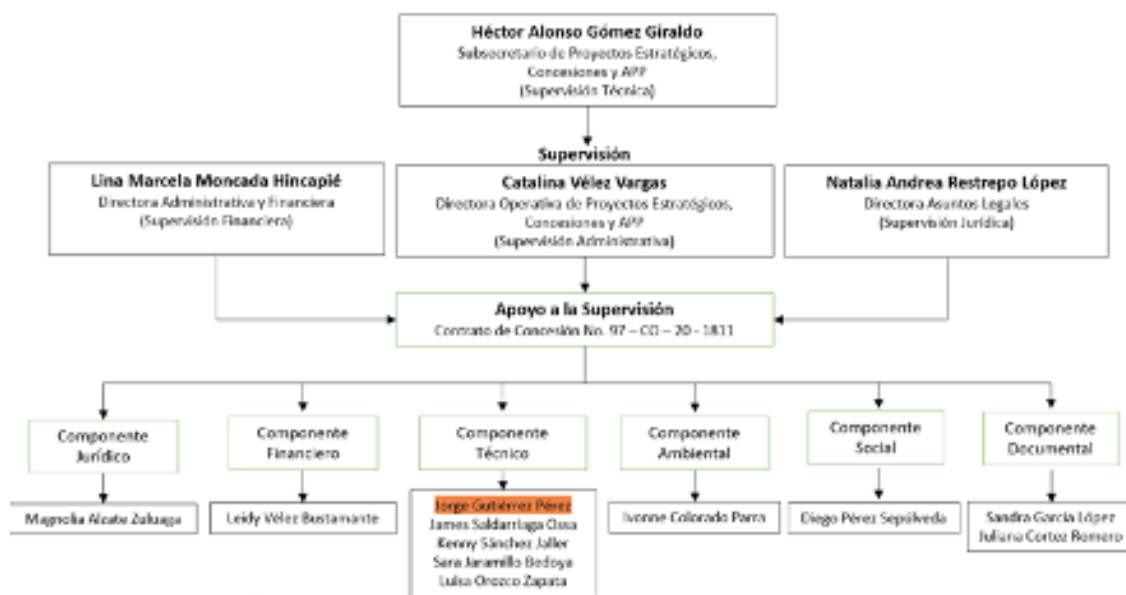 Héctor Alonso Gómez Giraldo
Subsecretario de Proyectos Estratégicos,
Concesiones y APP
(Supervisión Técnica)
Supervisión
Lina Marcela Moncada Hincapié
Directora Administrativa y Financiera
(Supervisión Financiera)
Catalina Vélez Vargas
Directora Operativa de Proyectos Estratégicos,
Concesiones y APP
(Supervisión Administrativa)
Natalia Andrea Restrepo López
Directora Asuntos Legales
(Supervisión Jurídica)
Apoyo a la Supervisión
Contrato de Concesión No. 97 – CO – 20 - 1811
Componente
Jurídico
Componente
Financiero
Componente
Técnico
Componente
Ambiental
Componente
Social
Componente
Documental
Magnolia Alzate Zuluaga
Leidy Vélez Bustamante
Jorge Gutiérrez Pérez
James Saldarriaga Ossa
Kenny Sánchez Jaller
Sara Jaramillo Bedoya
Luisa Orozco Zapata
Ivonne Colorado Parra
Diego Pérez Sepúlveda
Sandra García López
Juliana Cortez Romero